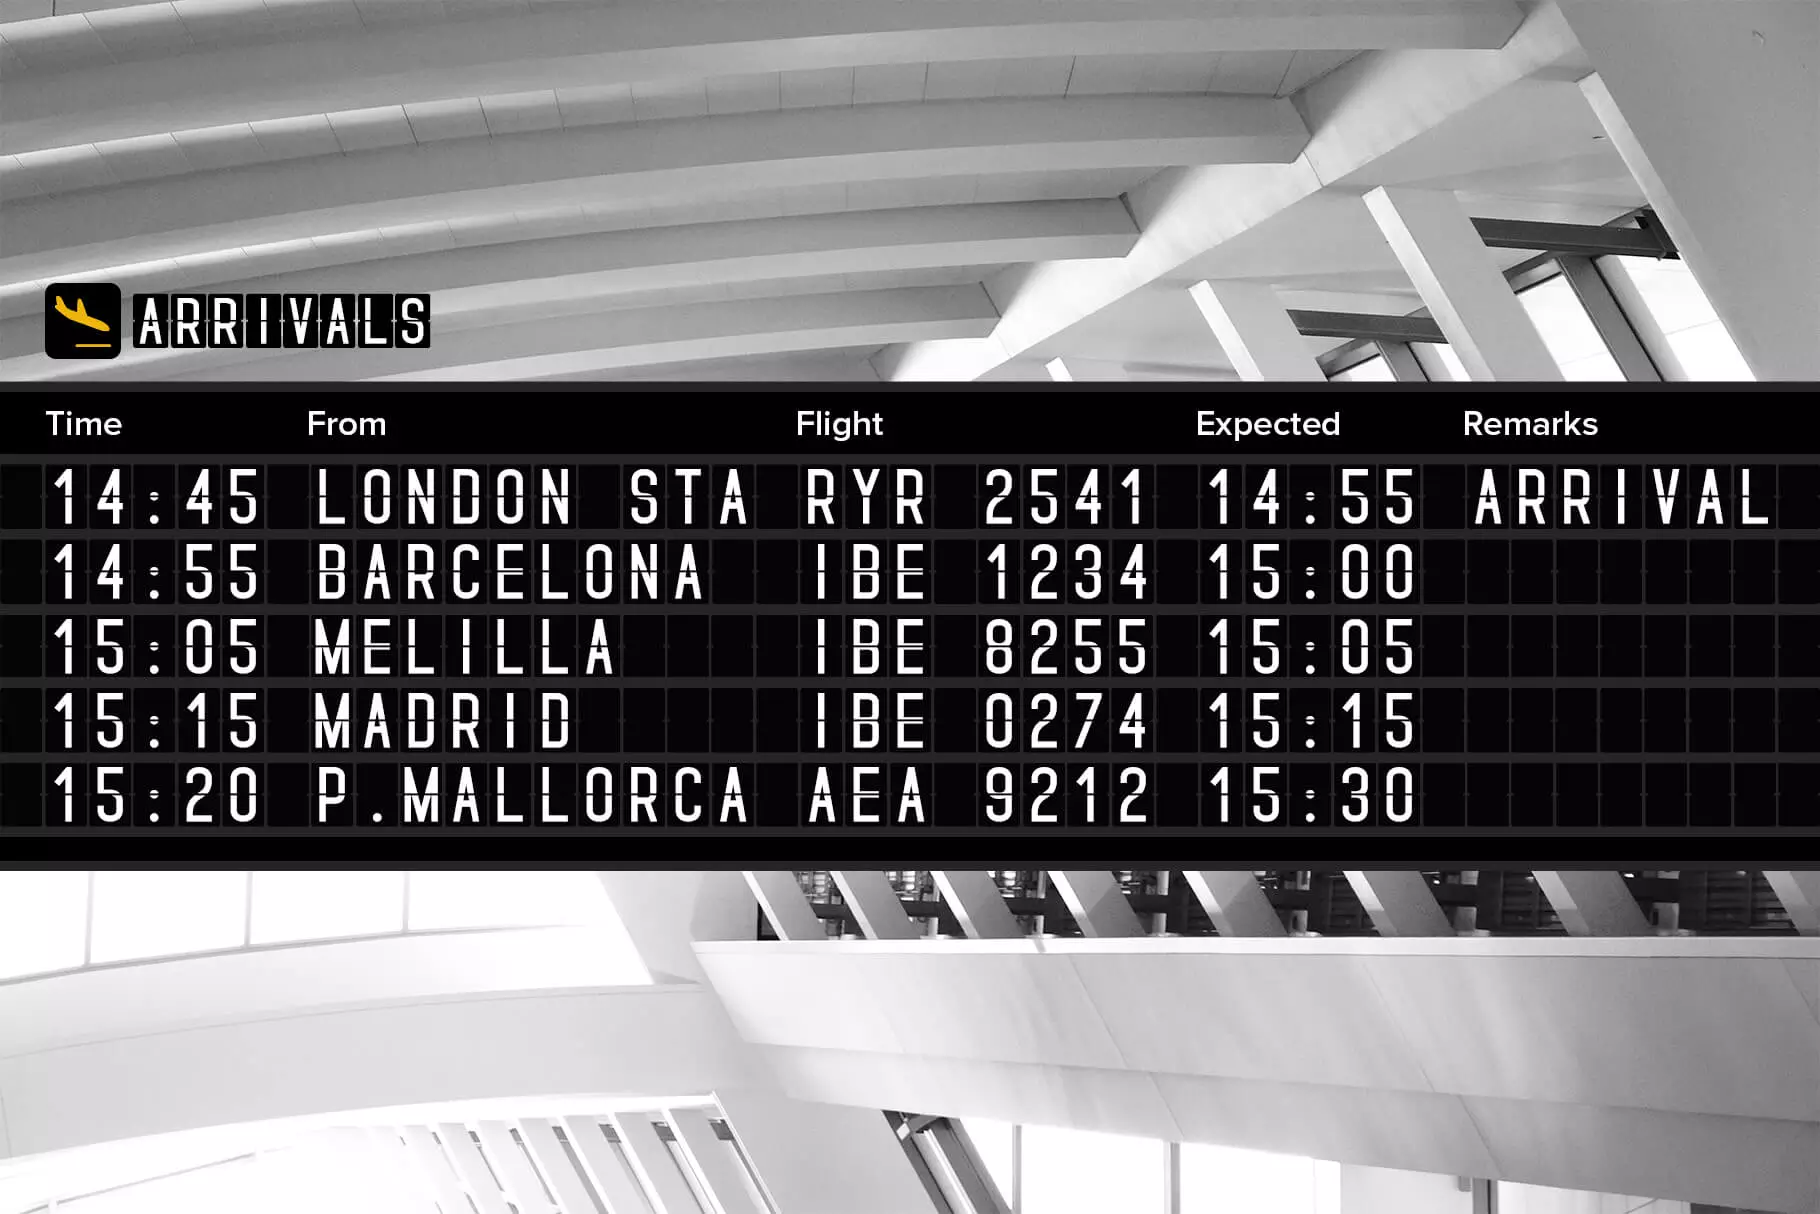 ARRIVALS
Time From Flight Expected Remarks
14:45 LONDON STA RYR 2541 14:55 ARRIVAL
14:55 BARCELONA IBE 1234 15:00
15:05 MELILLA IBE 8255 15:05
15:15 MADRID IBE 0274 15:15
15:20 P.MALLORCA AEA 9212 15:30